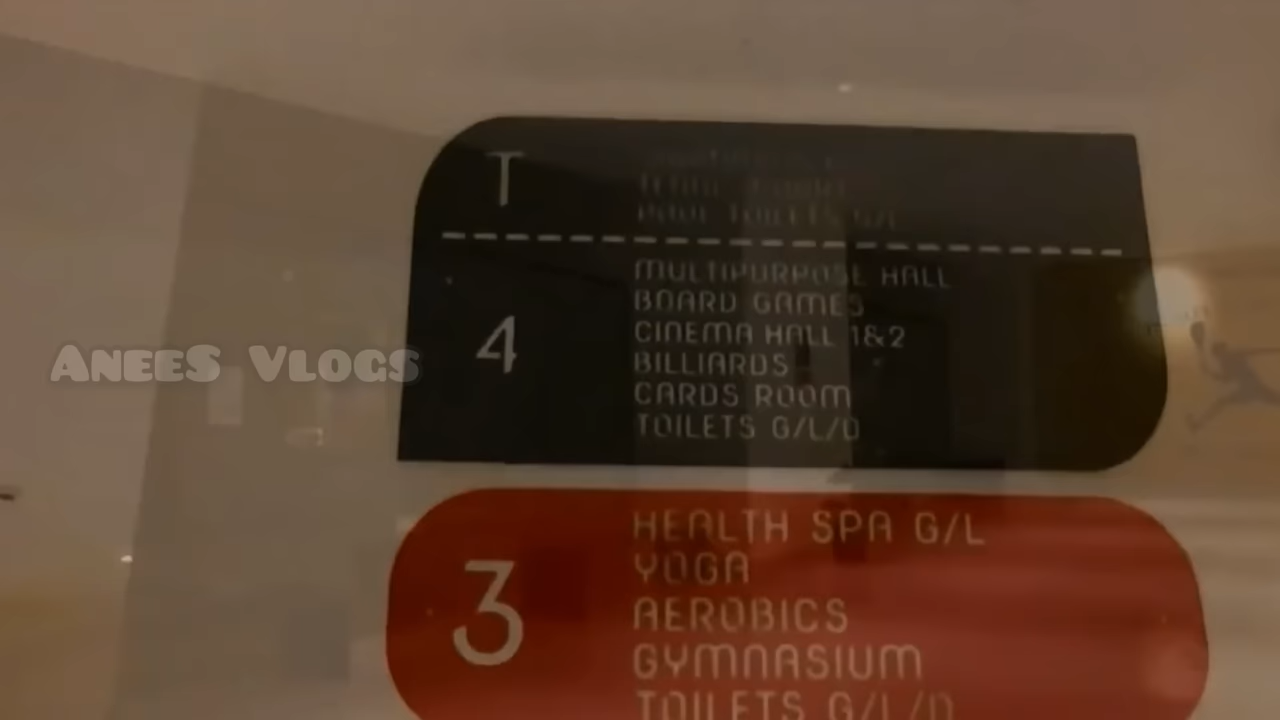 T
TOILETS G/L
MULTIPURPOSE HALL
BOARD GAMES
4
CINEMA HALL 1&2
BILLIARDS
CARDS ROOM
TOILETS G/L/D
ANEES VLOGS
3
HEALTH SPA G/L
YOGA
AEROBICS
GYMNASIUM
TOILETS G/L/D